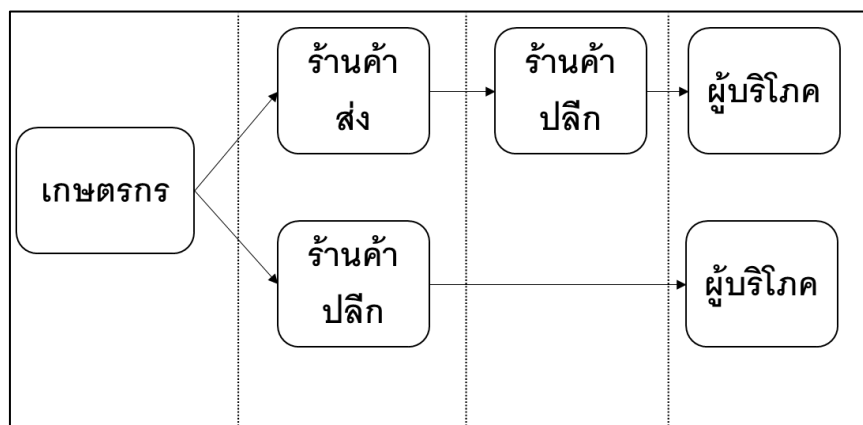 ร้านค้า
ส่ง
ร้านค้า
ปลีก
ผู้บริโภค
เกษตรกร
ร้านค้า
ปลีก
ผู้บริโภค